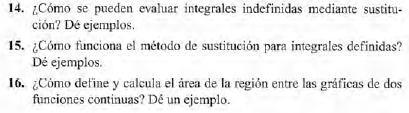 14. ¿Cómo se pueden evaluar integrales indefinidas mediante sustitu-
ción? Dé ejemplos.
15. ¿Cómo funciona el método de sustitución para integrales definidas?
Dé ejemplos.
16. ¿Cómo define y calcula el área de la región entre las gráficas de dos
funciones continuas? Dé un ejemplo.